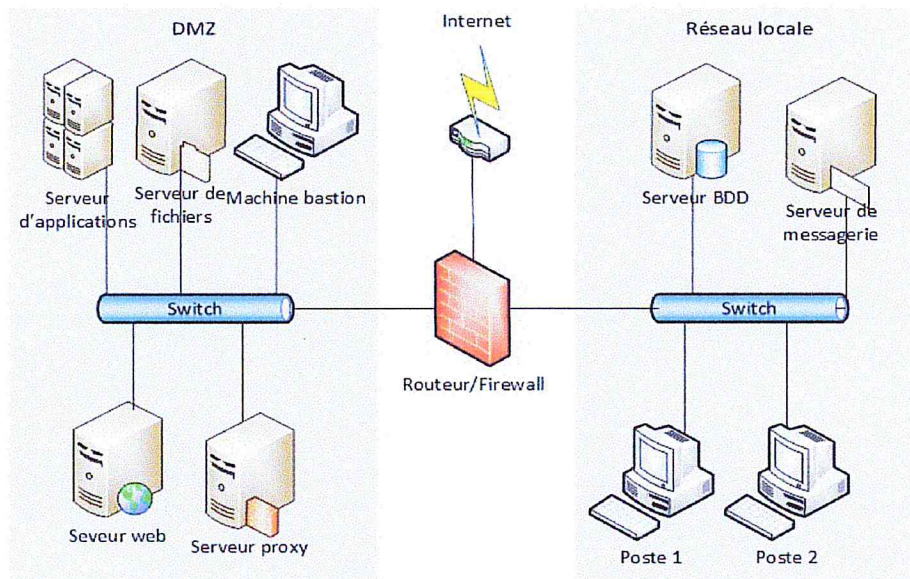 DMZ
Internet
Réseau locale
Serveur
d'applications
Serveur de
fichiers
Machine bastion
Serveur BDD
Serveur de
messagerie
Switch
Switch
Routeur/Firewall
Seveur web
Serveur proxy
Poste 1
Poste 2